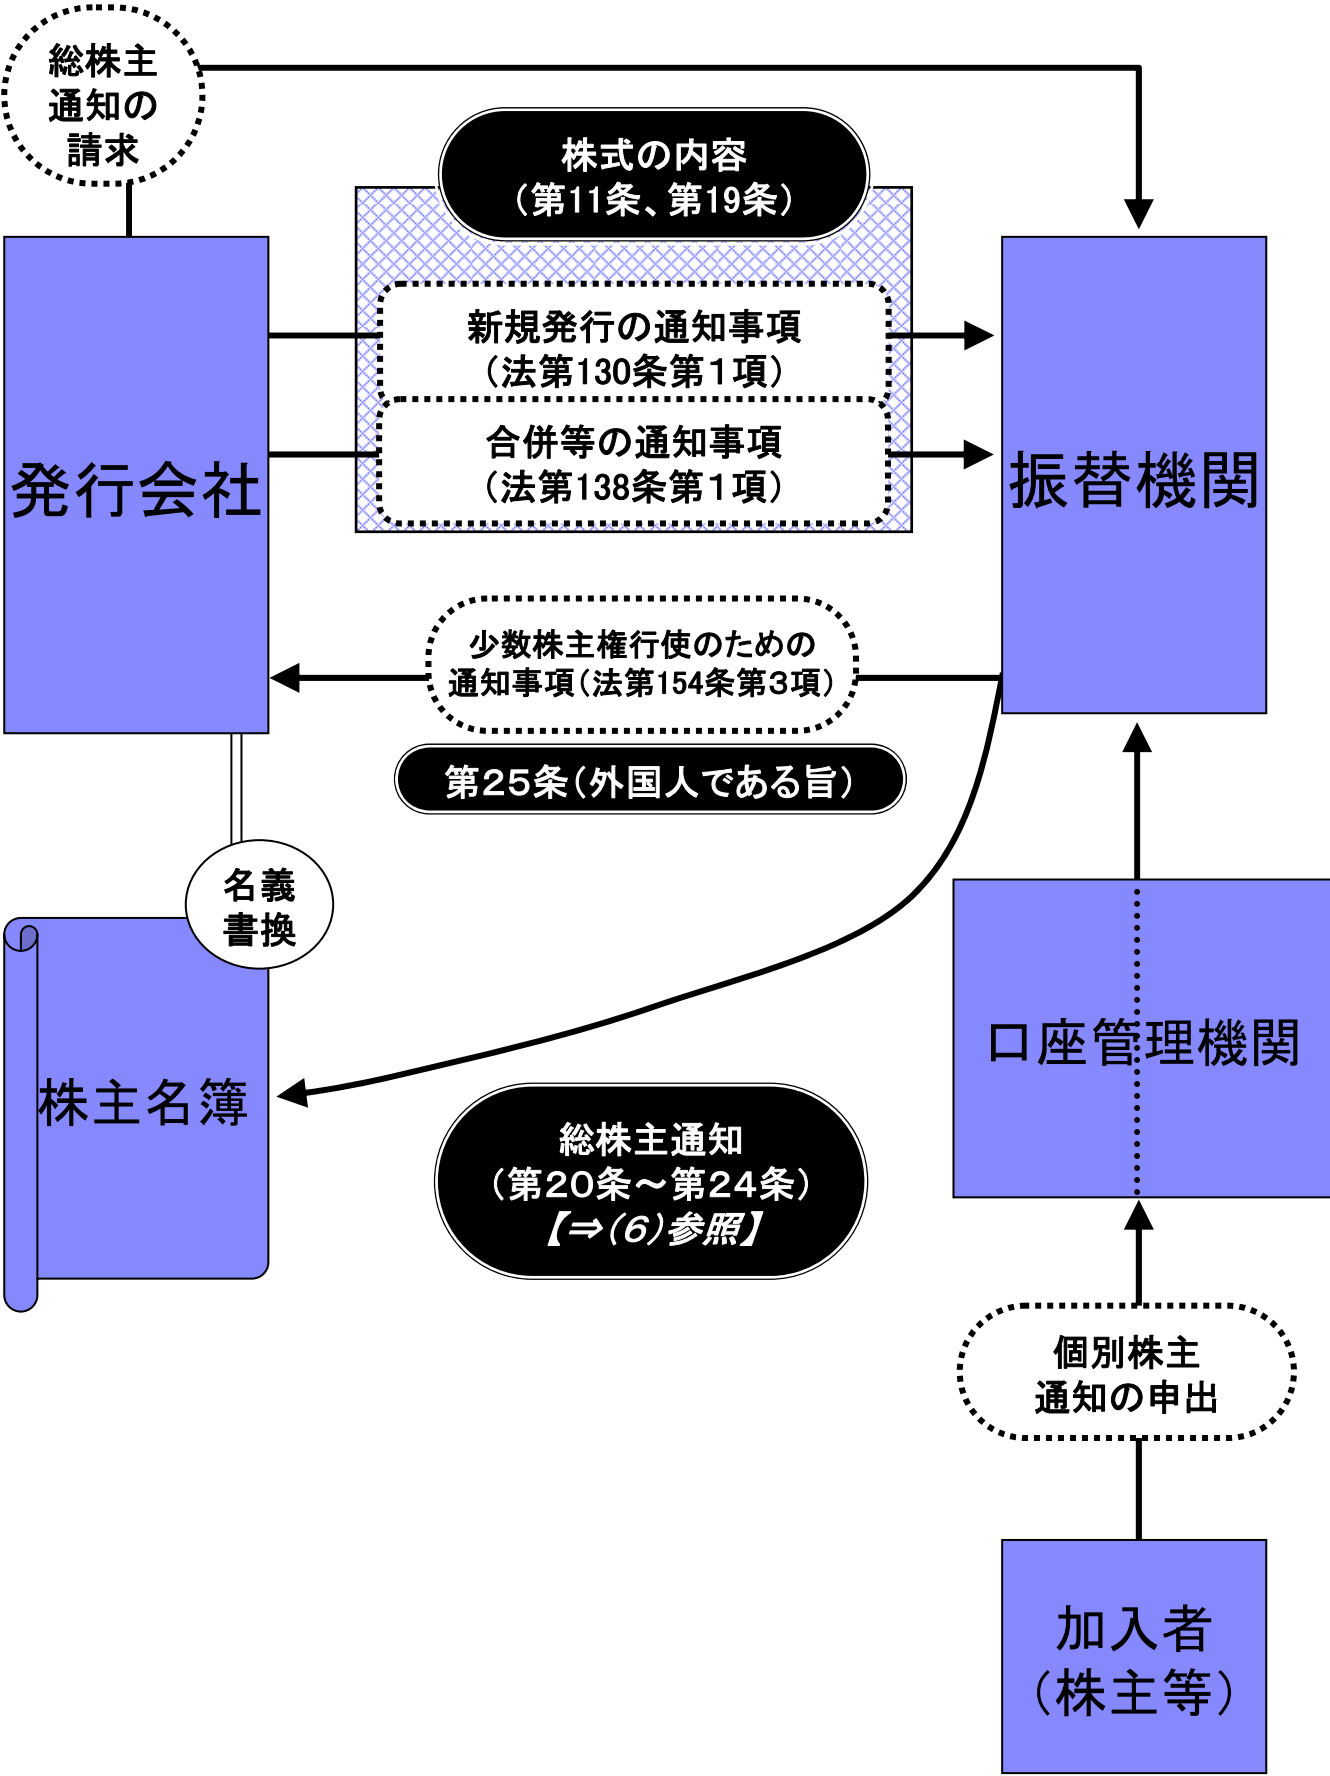 総株主
通知の
請求
株式の内容
(第11条、第19条)
新規発行の通知事項
(法第130条第１項)
合併等の通知事項
(法第138条第１項)
発行会社
振替機関
少数株主権行使のための
通知事項(法第154条第３項)
第２５条(外国人である旨)
名義
書換
株主名簿
口座管理機関
総株主通知
(第２０条～第２４条)
【⇒(６)参照】
個別株主
通知の申出
加入者
(株主等)